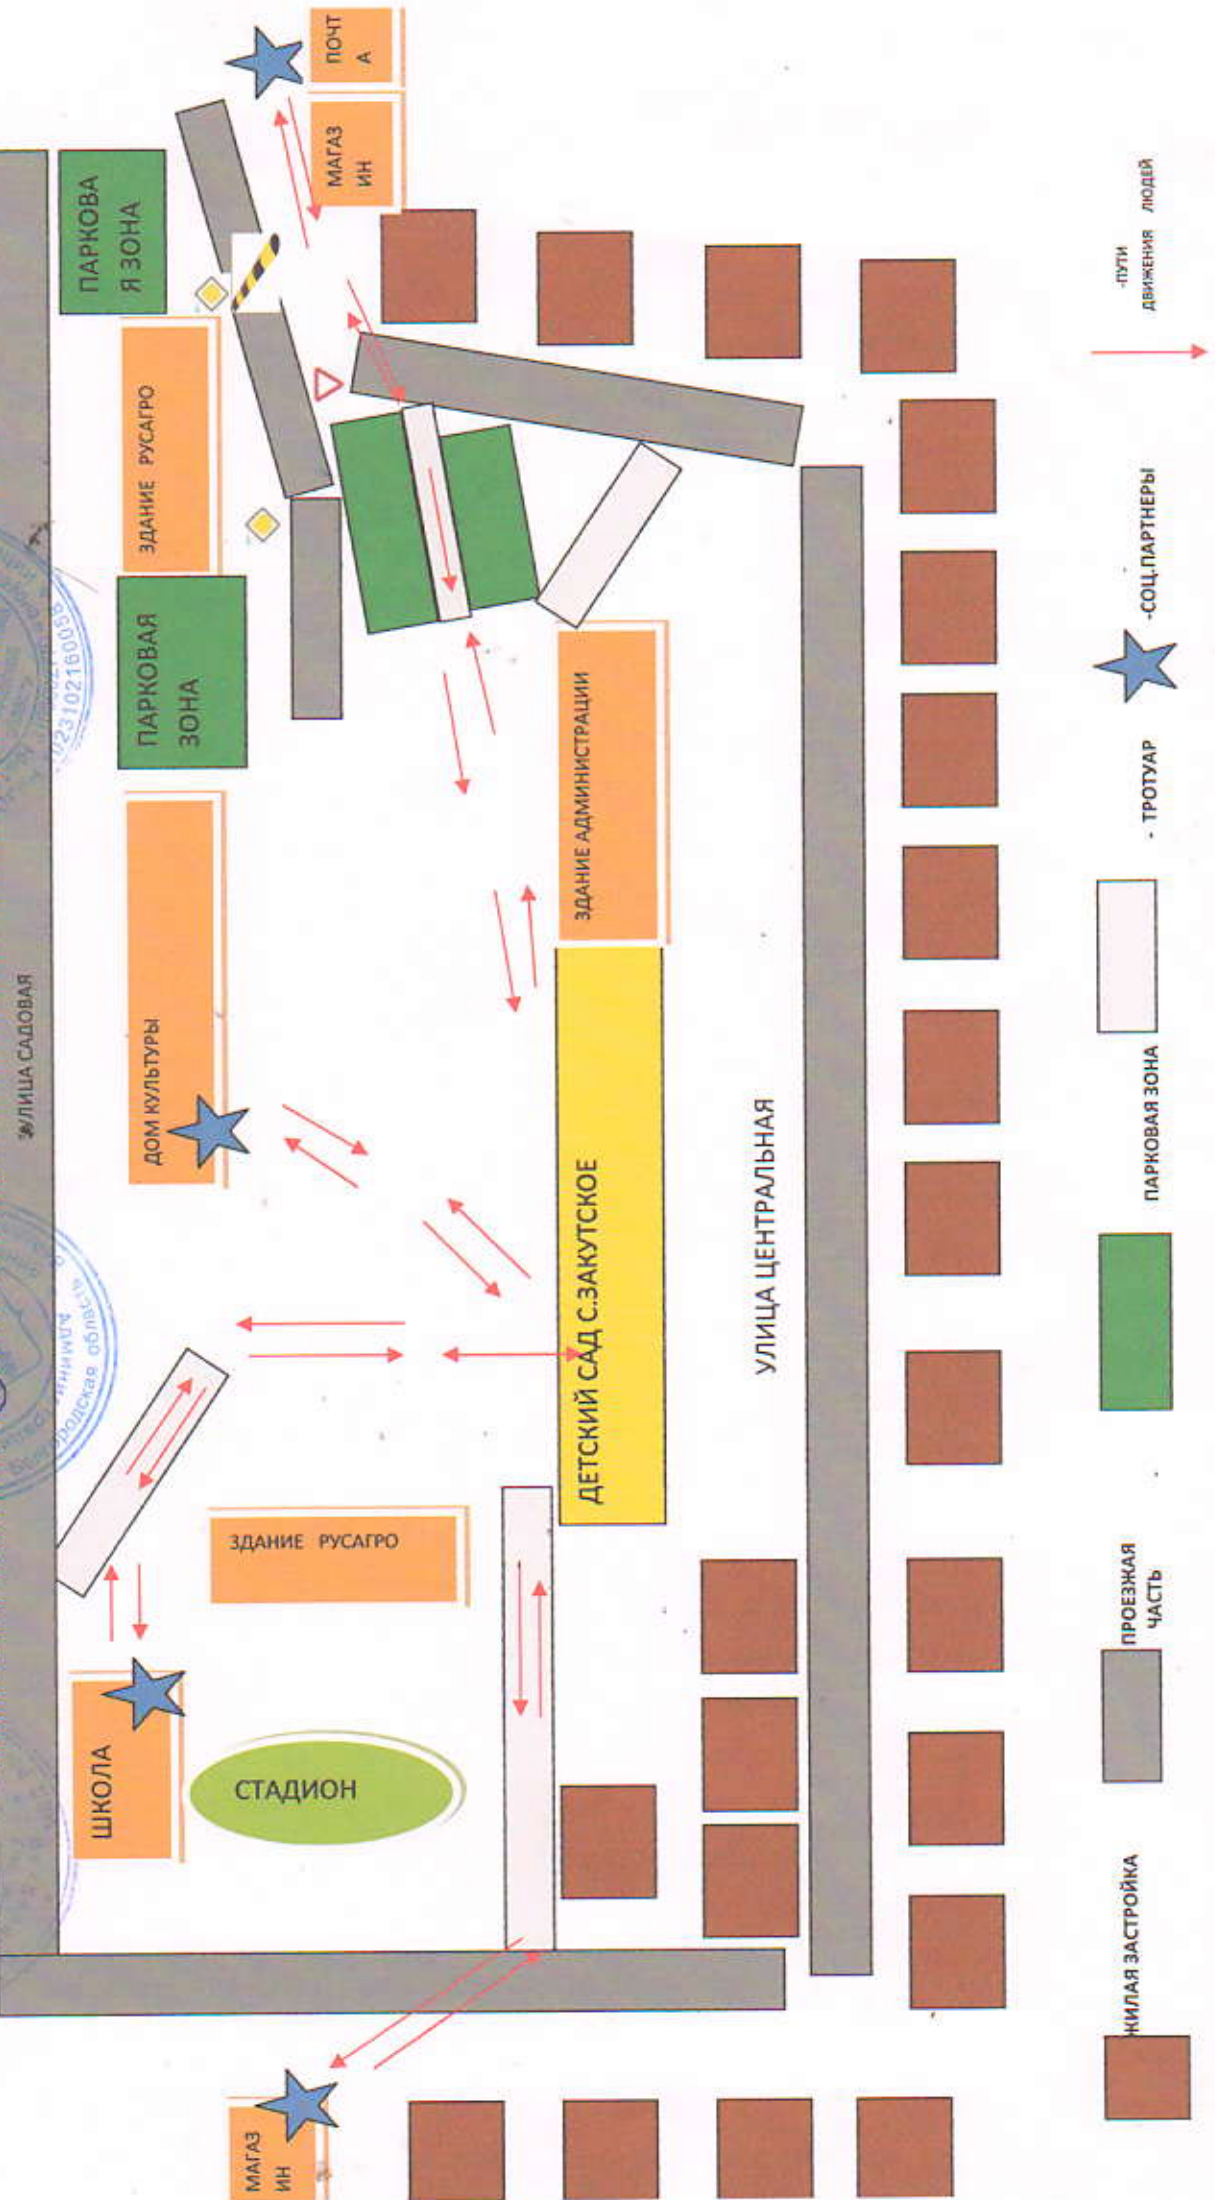 УЛИЦА САДОВАЯ
МАГАЗ
ИН
ШКОЛА
СТАДИОН
ЗДАНИЕ РУСАГРО
ДОМ КУЛЬТУРЫ
ПАРКОВАЯ
ЗОНА
ЗДАНИЕ РУСАГРО
ПАРКОВА
Я ЗОНА
МАГАЗ
ИН
ПОЧТ
А
ДЕТСКИЙ САД С.ЗАКУТСКОЕ
ЗДАНИЕ АДМИНИСТРАЦИИ
УЛИЦА ЦЕНТРАЛЬНАЯ
ЖИЛАЯ ЗАСТРОЙКА
ПРОЕЗЖАЯ
ЧАСТЬ
ПАРКОВАЯ ЗОНА
- ТРОТУАР
-СОЦ.ПАРТНЕРЫ
-ПУТИ
ДВИЖЕНИЯ ЛЮДЕЙ